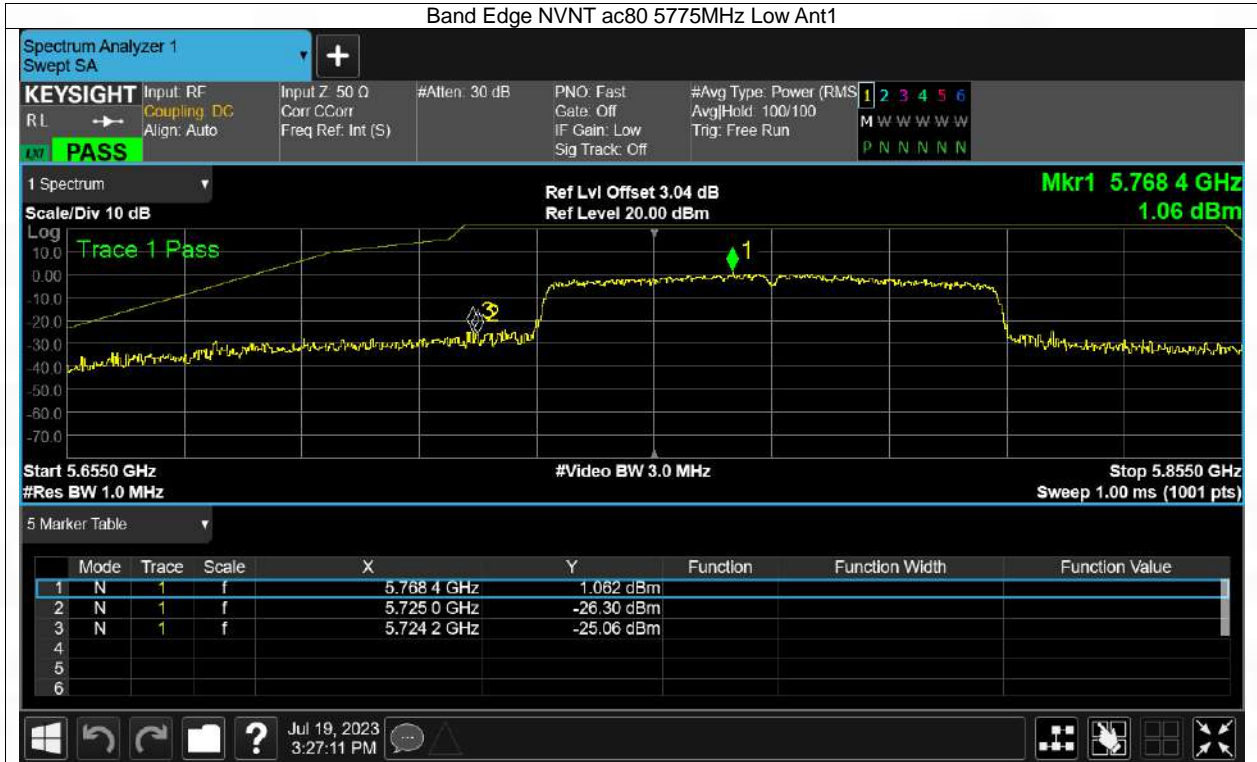 Band Edge NVNT ac80 5775MHz Low Ant1
Spectrum Analyzer 1
Swept SA
+
KEYSIGHT Input: RF Input Z: 50 Ω #Atten: 30 dB PNO: Fast #Avg Type: Power (RMS 1 2 3 4 5 6
RL Coupling: DC Corr CCorr Gate: Off Avg|Hold: 100/100 M W W W W W
Align: Auto Freq Ref: Int (S) IF Gain: Low Trig: Free Run
LXI PASS Sig Track: Off P N N N N N
1 Spectrum Ref Lvl Offset 3.04 dB Mkr1 5.768 4 GHz
Scale/Div 10 dB Ref Level 20.00 dBm 1.06 dBm
Log
Trace 1 Pass
1
3 2
10.0
0.00
-10.0
-20.0
-30.0
-40.0
-50.0
-60.0
-70.0
Start 5.6550 GHz #Video BW 3.0 MHz Stop 5.8550 GHz
#Res BW 1.0 MHz Sweep 1.00 ms (1001 pts)
5 Marker Table
Mode Trace Scale X Y Function Function Width Function Value
1 N 1 f 5.768 4 GHz 1.062 dBm
2 N 1 f 5.725 0 GHz -26.30 dBm
3 N 1 f 5.724 2 GHz -25.06 dBm
4
5
6
? Jul 19, 2023
3:27:11 PM